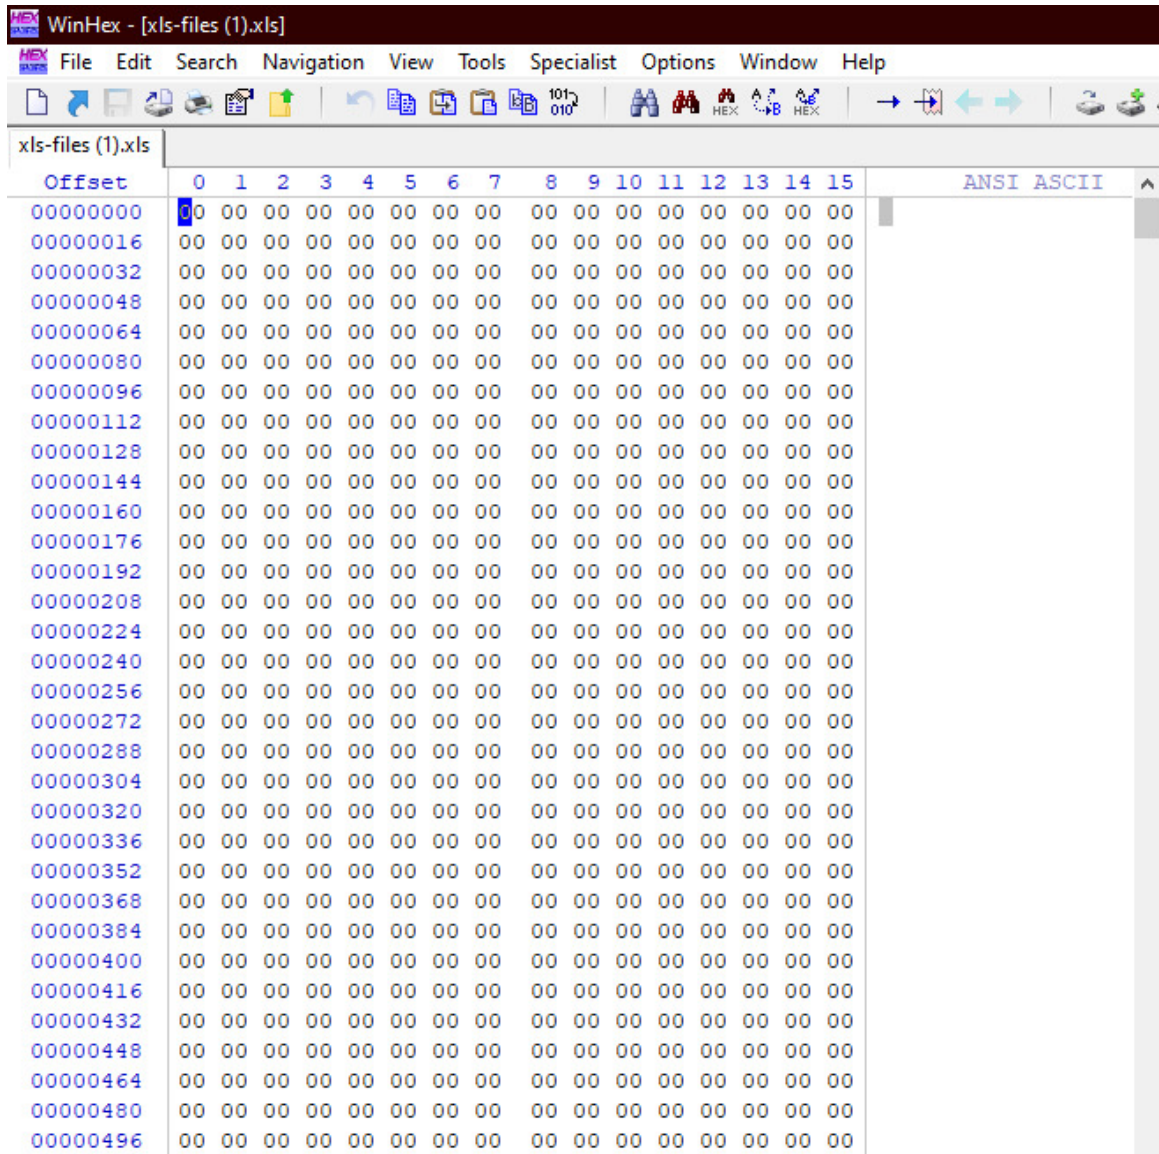 WinHex - [xls-files (1).xls]
File Edit Search Navigation View Tools Specialist Options Window Help
xls-files (1).xls
Offset 0 1 2 3 4 5 6 7 8 9 10 11 12 13 14 15 ANSI ASCII
00000000 00 00 00 00 00 00 00 00 00 00 00 00 00 00 00 00
00000016 00 00 00 00 00 00 00 00 00 00 00 00 00 00 00 00
00000032 00 00 00 00 00 00 00 00 00 00 00 00 00 00 00 00
00000048 00 00 00 00 00 00 00 00 00 00 00 00 00 00 00 00
00000064 00 00 00 00 00 00 00 00 00 00 00 00 00 00 00 00
00000080 00 00 00 00 00 00 00 00 00 00 00 00 00 00 00 00
00000096 00 00 00 00 00 00 00 00 00 00 00 00 00 00 00 00
00000112 00 00 00 00 00 00 00 00 00 00 00 00 00 00 00 00
00000128 00 00 00 00 00 00 00 00 00 00 00 00 00 00 00 00
00000144 00 00 00 00 00 00 00 00 00 00 00 00 00 00 00 00
00000160 00 00 00 00 00 00 00 00 00 00 00 00 00 00 00 00
00000176 00 00 00 00 00 00 00 00 00 00 00 00 00 00 00 00
00000192 00 00 00 00 00 00 00 00 00 00 00 00 00 00 00 00
00000208 00 00 00 00 00 00 00 00 00 00 00 00 00 00 00 00
00000224 00 00 00 00 00 00 00 00 00 00 00 00 00 00 00 00
00000240 00 00 00 00 00 00 00 00 00 00 00 00 00 00 00 00
00000256 00 00 00 00 00 00 00 00 00 00 00 00 00 00 00 00
00000272 00 00 00 00 00 00 00 00 00 00 00 00 00 00 00 00
00000288 00 00 00 00 00 00 00 00 00 00 00 00 00 00 00 00
00000304 00 00 00 00 00 00 00 00 00 00 00 00 00 00 00 00
00000320 00 00 00 00 00 00 00 00 00 00 00 00 00 00 00 00
00000336 00 00 00 00 00 00 00 00 00 00 00 00 00 00 00 00
00000352 00 00 00 00 00 00 00 00 00 00 00 00 00 00 00 00
00000368 00 00 00 00 00 00 00 00 00 00 00 00 00 00 00 00
00000384 00 00 00 00 00 00 00 00 00 00 00 00 00 00 00 00
00000400 00 00 00 00 00 00 00 00 00 00 00 00 00 00 00 00
00000416 00 00 00 00 00 00 00 00 00 00 00 00 00 00 00 00
00000432 00 00 00 00 00 00 00 00 00 00 00 00 00 00 00 00
00000448 00 00 00 00 00 00 00 00 00 00 00 00 00 00 00 00
00000464 00 00 00 00 00 00 00 00 00 00 00 00 00 00 00 00
00000480 00 00 00 00 00 00 00 00 00 00 00 00 00 00 00 00
00000496 00 00 00 00 00 00 00 00 00 00 00 00 00 00 00 00